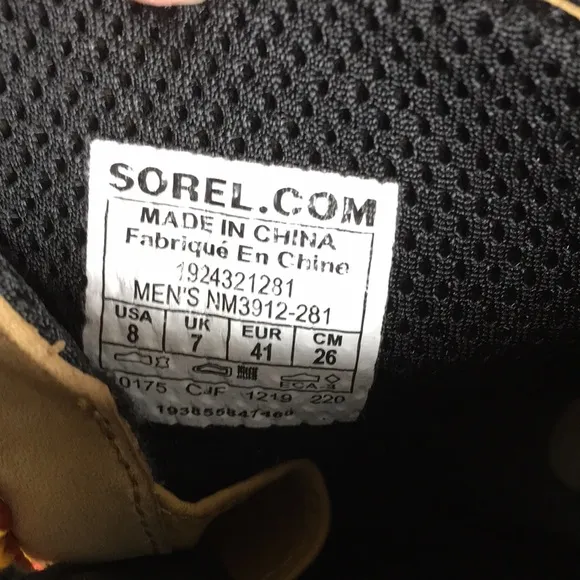 SOREL.COM
MADE IN CHINA
Fabriqué En Chine
1924321281
MEN'S NM3912-281
USA UK EUR CM
8 7 41 26
0175 CJF 1219 220